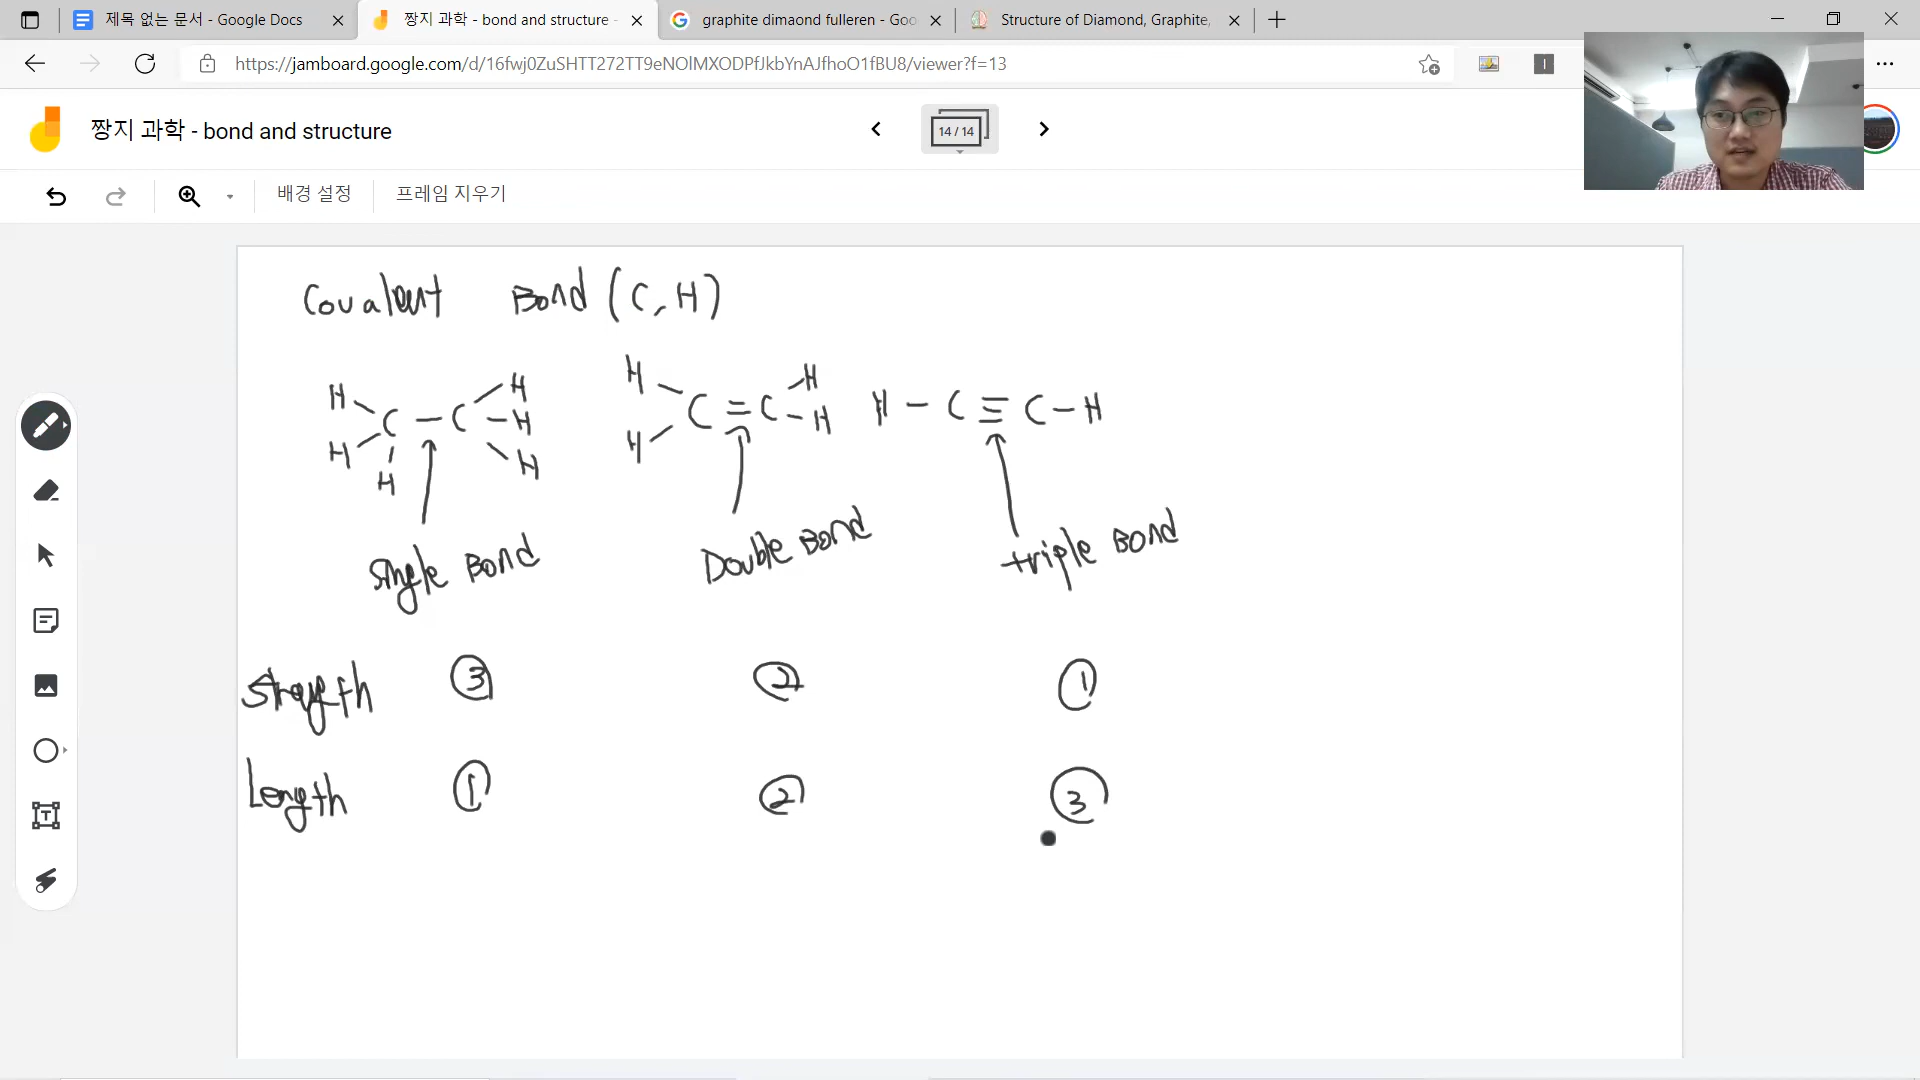 제목 없는 문서 - Google Docs
짱지 과학 - bond and structure -
graphite dimaond fulleren - Goo
Structure of Diamond, Graphite,
https://jamboard.google.com/d/16fwj0ZuSHTT272TT9eNOlMXODPfJkbYnAJfhoO1fBU8/viewer?f=13
짱지 과학 - bond and structure
14 / 14
배경 설정 프레임 지우기
Covalent Bond (C, H)
H H H H
C - C - H C = C - H H - C ≡ C - H
H H H H
Single Bond Double Bond triple Bond
Strength ③ ② ①
Length ① ② ③